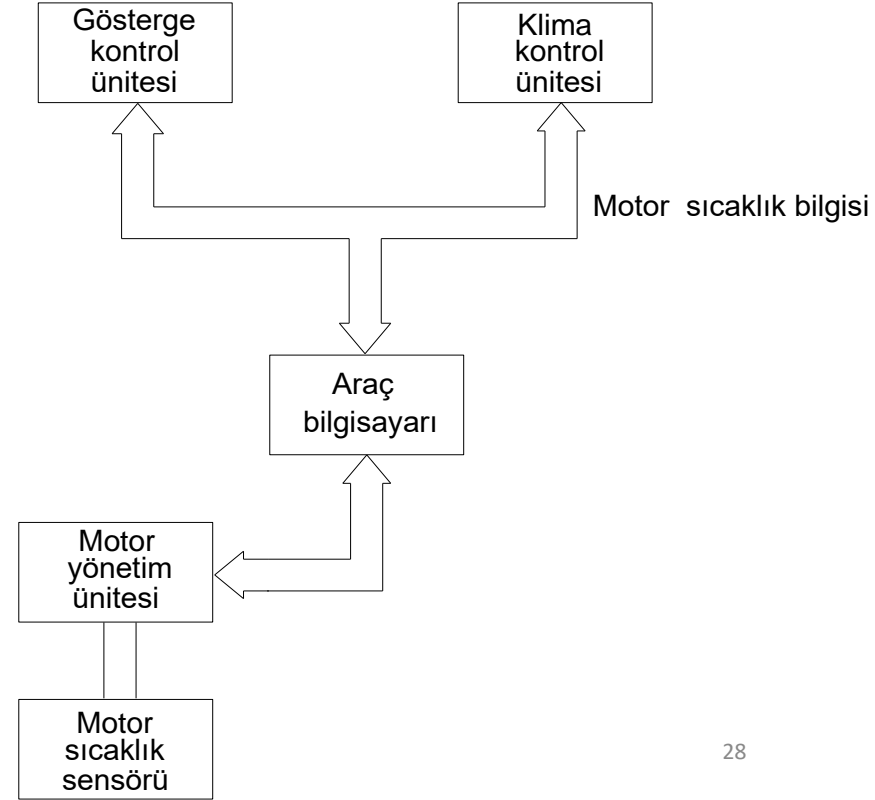 Gösterge
kontrol
ünitesi
Klima
kontrol
ünitesi
Motor sıcaklık bilgisi
Araç
bilgisayarı
Motor
yönetim
ünitesi
Motor
sıcaklık
sensörü
28